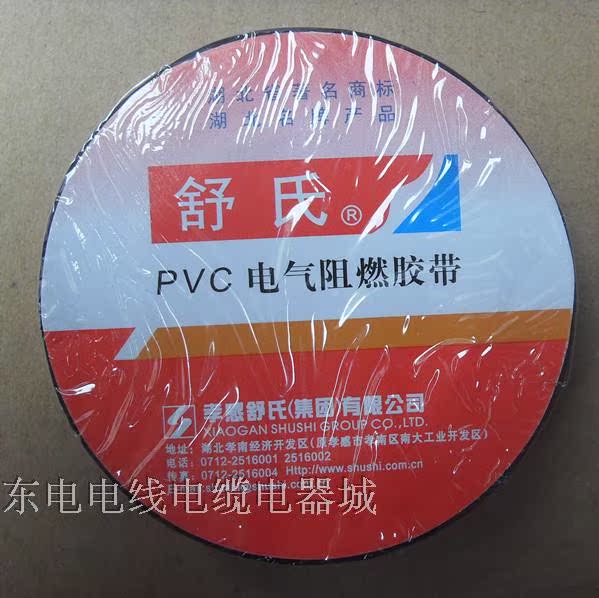 湖北省著名商标
湖北名牌产品
舒氏®
PVC 电气阻燃胶带
孝感舒氏(集团)有限公司
XIAOGAN SHUSHI GROUP CO.,LTD.
地址：湖北孝南经济开发区(原孝感市孝南区南大工业开发区)
电话：0712-2516001 2516002
传真：0712-2516004 Http://www.shushi.com.cn
东电电线电缆电器城